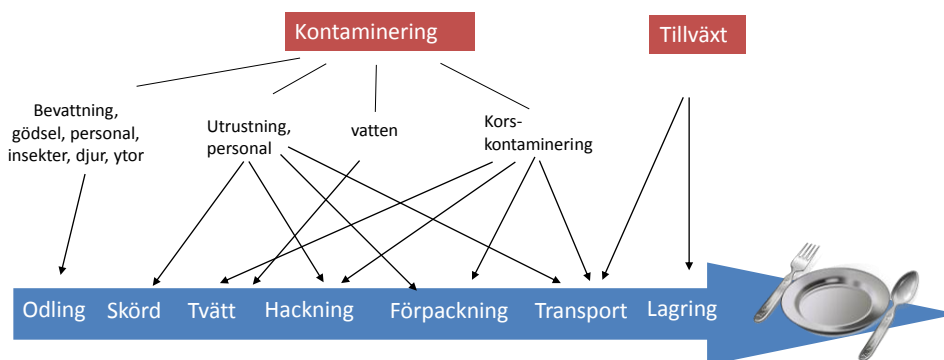 Kontaminering
Tillväxt
Bevattning,
gödsel, personal,
insekter, djur, ytor
Utrustning,
personal
vatten
Kors-
kontaminering
Odling
Skörd
Tvätt
Hackning
Förpackning
Transport
Lagring